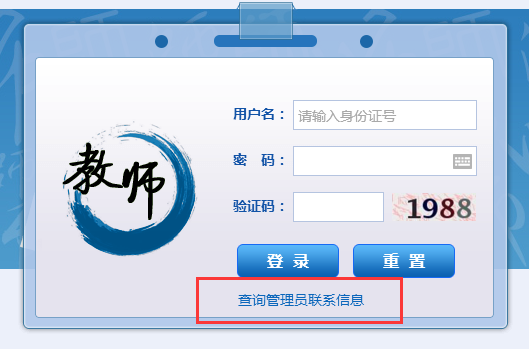 教师
用户名：
请输入身份证号
密 码：
验证码：
1988
登 录
重 置
查询管理员联系信息